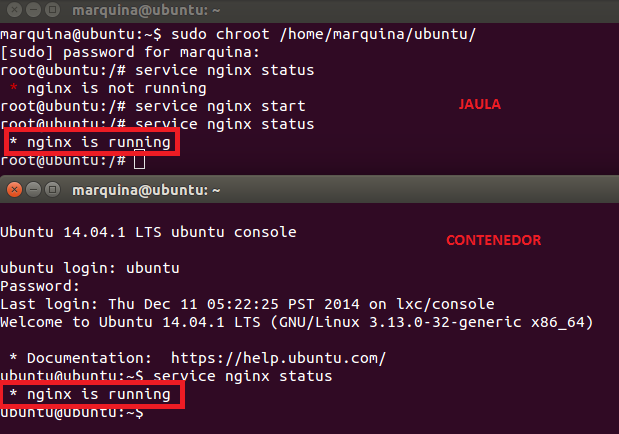 marquina@ubuntu: ~
marquina@ubuntu:~$ sudo chroot /home/marquina/ubuntu/
[sudo] password for marquina:
root@ubuntu:/# service nginx status
 * nginx is not running
root@ubuntu:/# service nginx start
JAULA
root@ubuntu:/# service nginx status
 * nginx is running
root@ubuntu:/#
marquina@ubuntu: ~
Ubuntu 14.04.1 LTS ubuntu console
CONTENEDOR
ubuntu login: ubuntu
Password:
Last login: Thu Dec 11 05:22:25 PST 2014 on lxc/console
Welcome to Ubuntu 14.04.1 LTS (GNU/Linux 3.13.0-32-generic x86_64)
 * Documentation:  https://help.ubuntu.com/
ubuntu@ubuntu:~$ service nginx status
 * nginx is running
ubuntu@ubuntu:~$